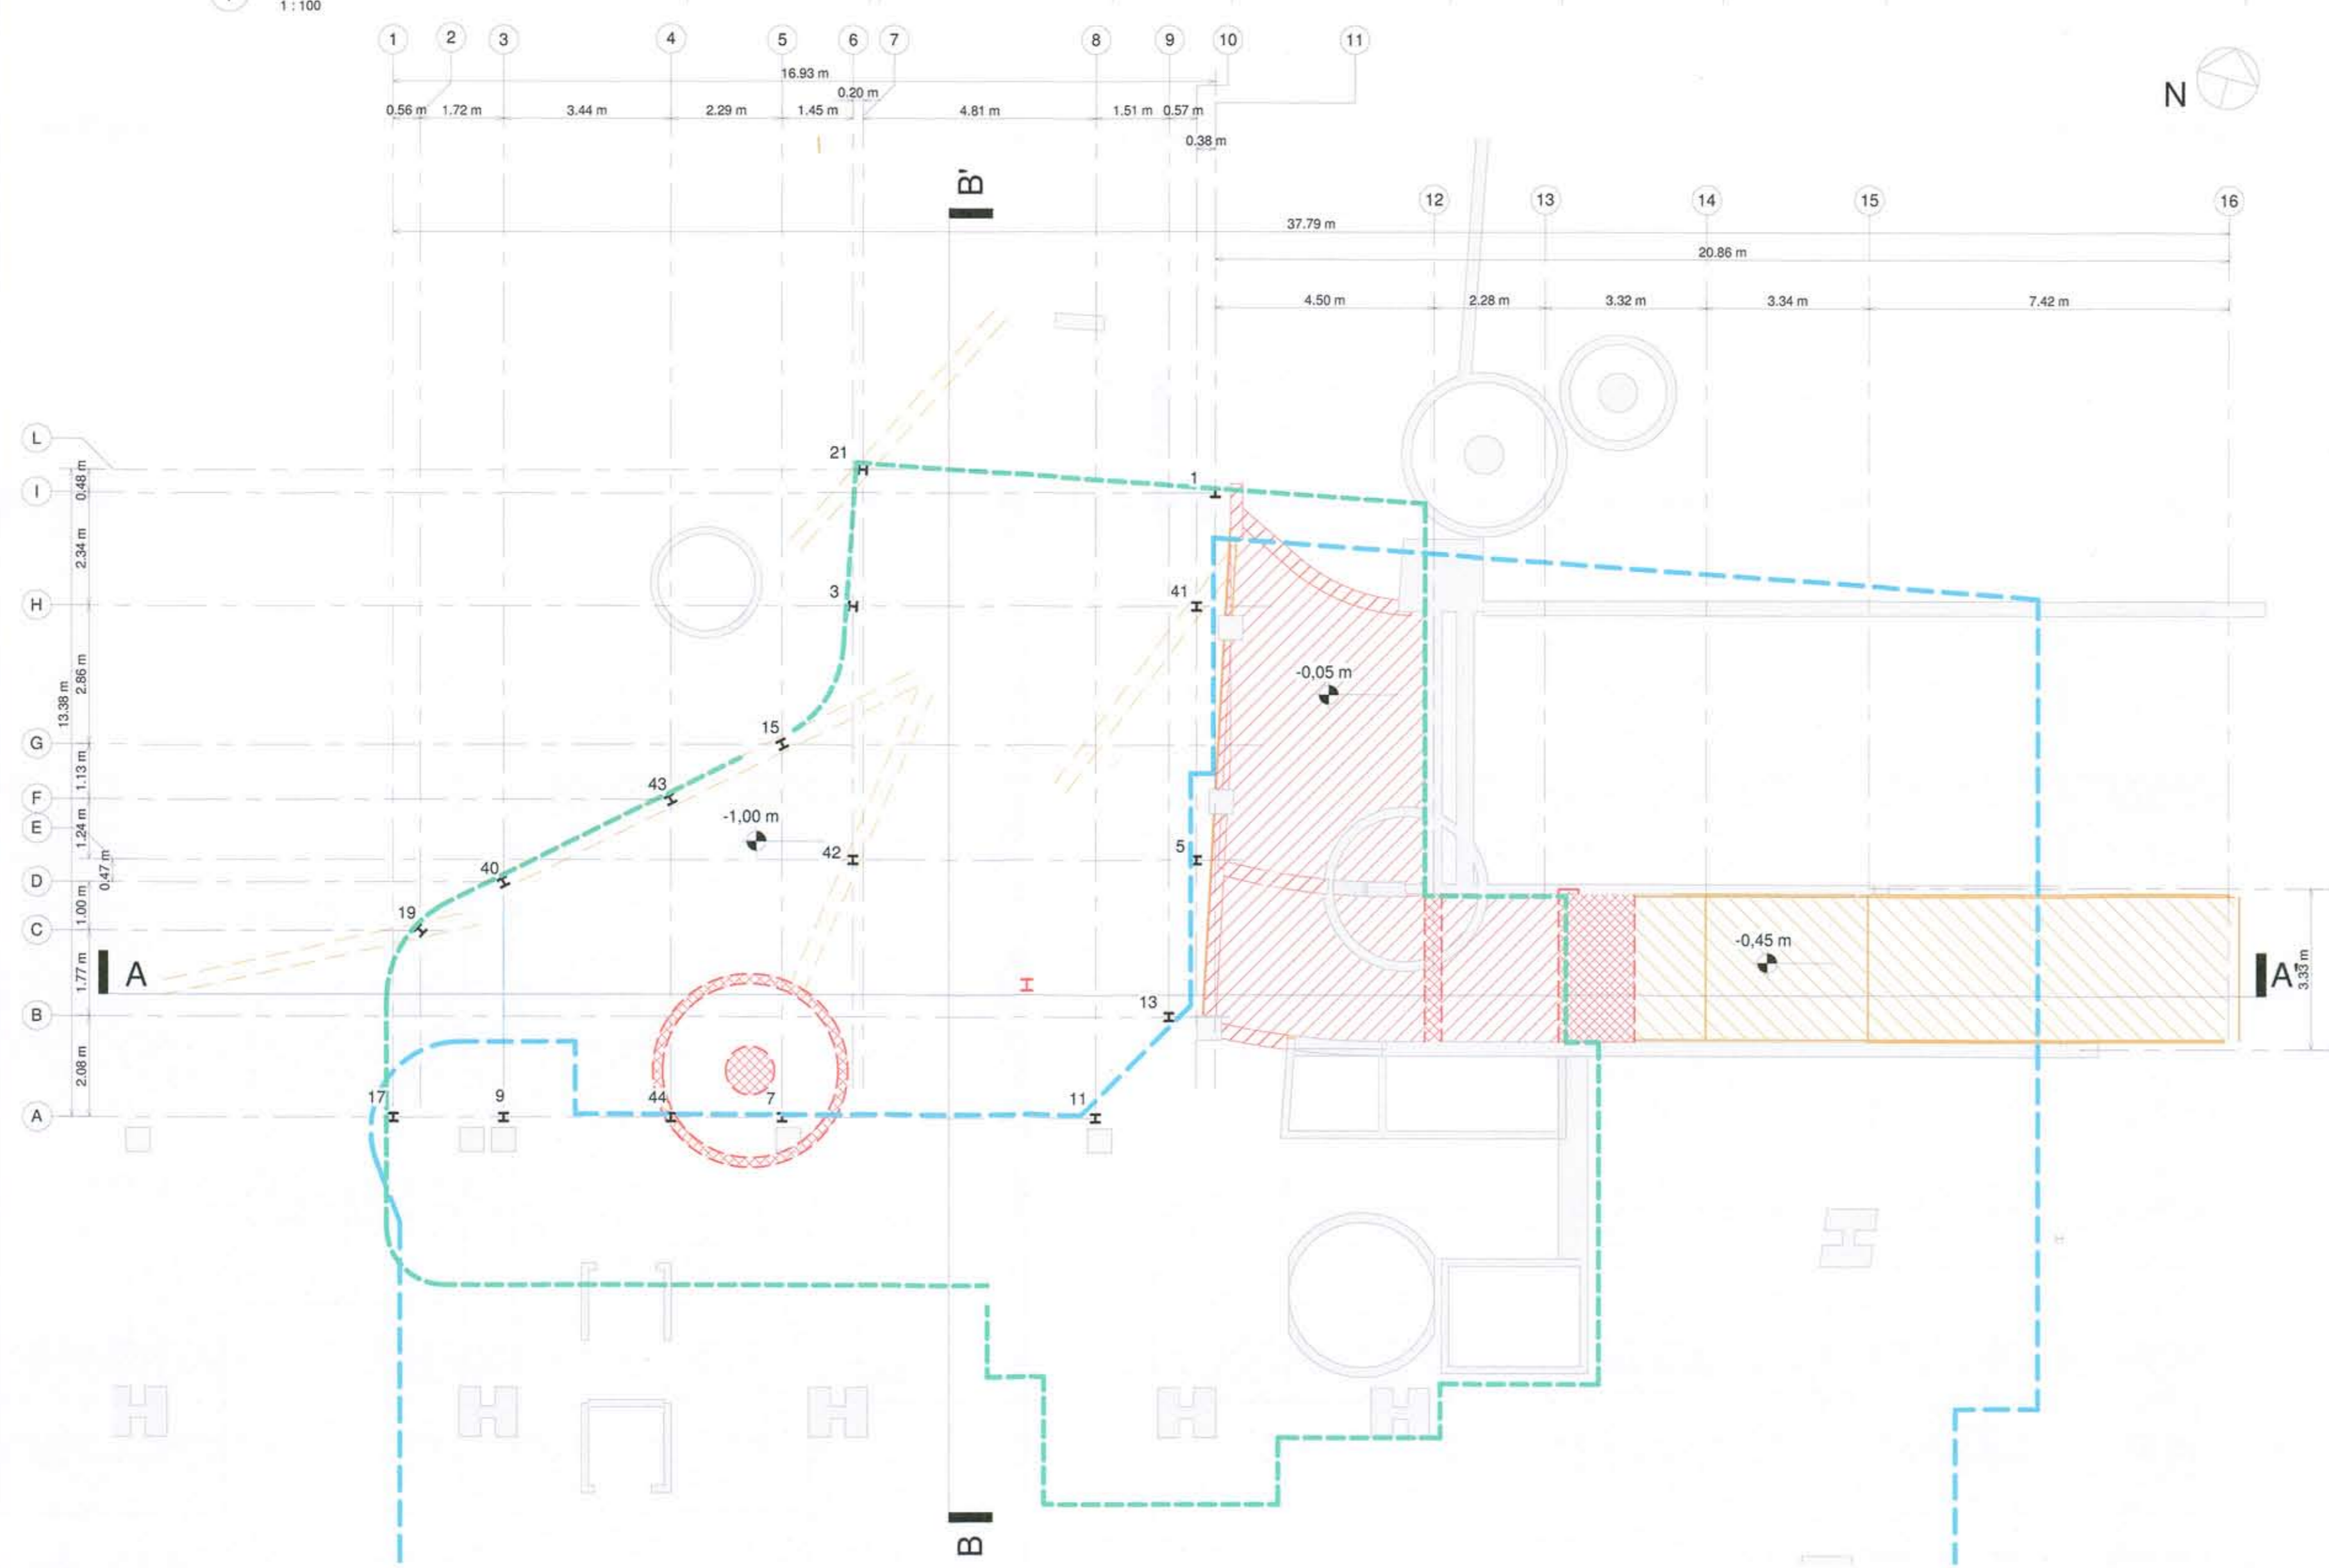 1 : 100
1 2 3 4 5 6 7 8 9 10 11
16.93 m
0.20 m
0.56 m 1.72 m 3.44 m 2.29 m 1.45 m 4.81 m 1.51 m 0.57 m
0.38 m
N
B'
12 13 14 15 16
37.79 m
20.86 m
4.50 m 2.28 m 3.32 m 3.34 m 7.42 m
L
21
0.48 m
I
1
2.34 m
H
3
41
2.86 m
-0,05 m
13.38 m
G
15
1.13 m
F
43
-1,00 m
E
1.24 m
42
5
0.47 m
D
40
1.00 m
19
C
-0,45 m
A
1.77 m
H
A'
3.33 m
B
13
2.08 m
A
17 9 44 7 11
H
H H H H H
B